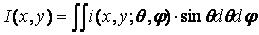 I(x, y) = ∬ i(x, y; θ, φ) · sin θdθdφ